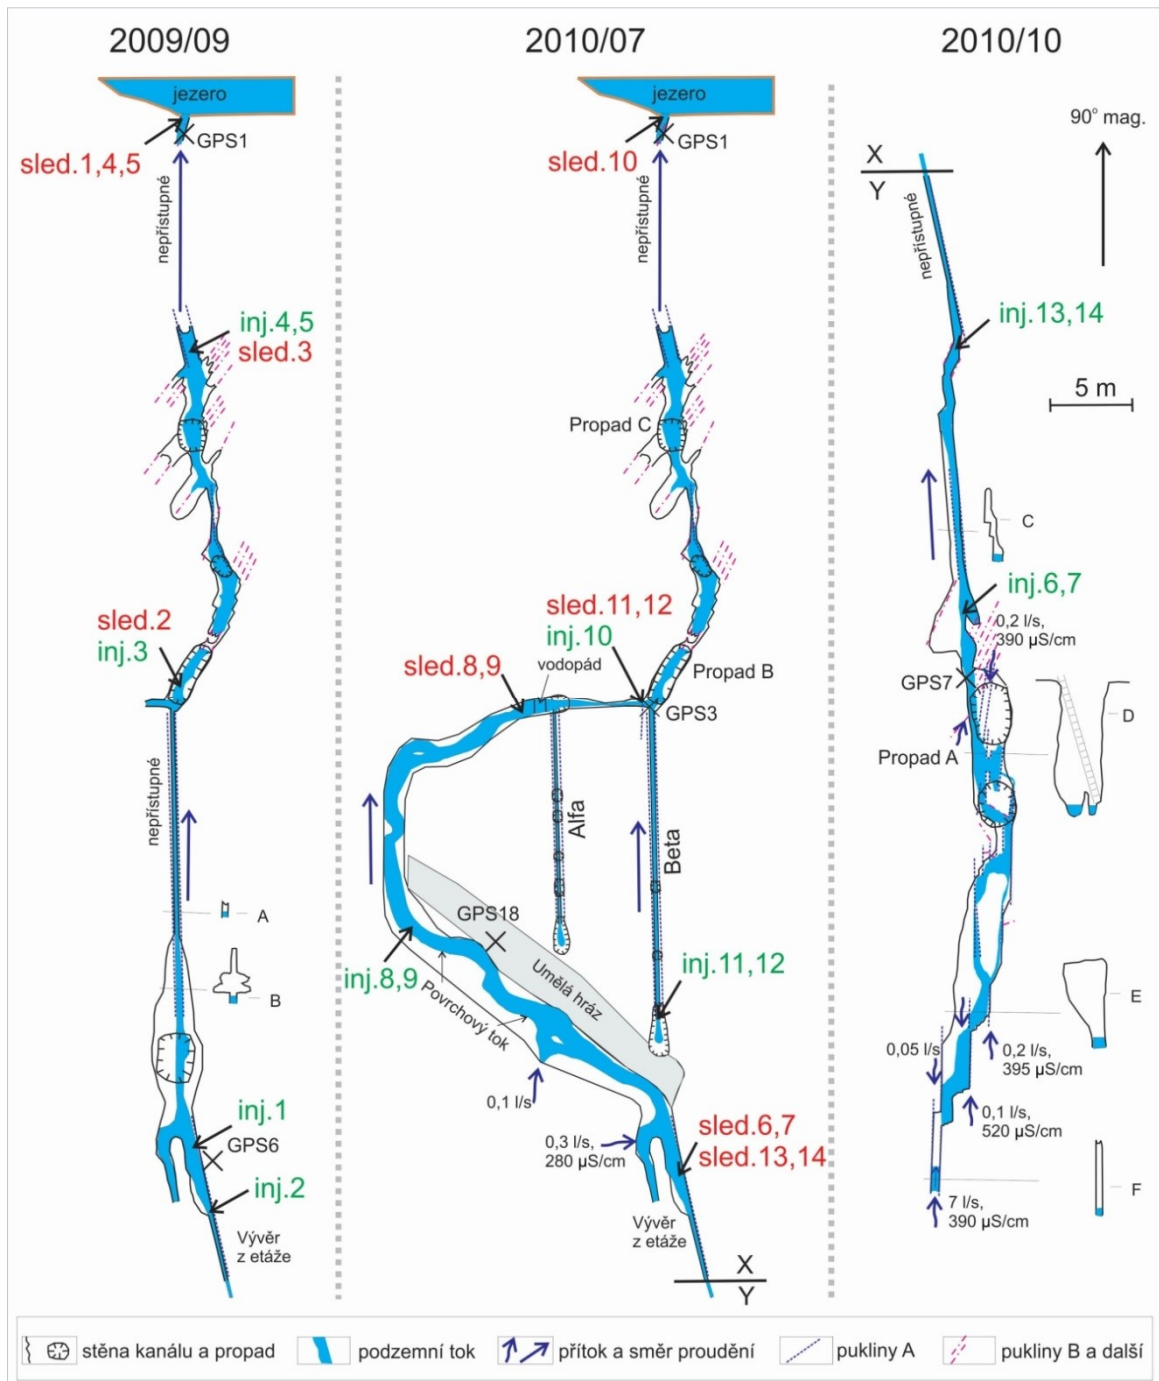 2009/09
2010/07
2010/10
jezero
GPS1
sled.1,4,5
nepřístupné
inj.4,5
sled.3
sled.2
inj.3
nepřístupné
A
B
inj.1
GPS6
inj.2
Vývěr
z etáže
jezero
GPS1
sled.10
nepřístupné
Propad C
sled.11,12
inj.10
vodopád
sled.8,9
Propad B
GPS3
Alfa
Beta
GPS18
inj.8,9
Povrchový tok
Umělá hráz
inj.11,12
0,1 l/s
0,3 l/s,
280 µS/cm
sled.6,7
sled.13,14
Vývěr
z etáže
X
Y
90° mag.
X
Y
nepřístupné
inj.13,14
5 m
C
inj.6,7
0,2 l/s,
390 µS/cm
GPS7
D
Propad A
E
0,05 l/s
0,2 l/s,
395 µS/cm
0,1 l/s,
520 µS/cm
F
7 l/s,
390 µS/cm
stěna kanálu a propad
podzemní tok
přítok a směr proudění
pukliny A
pukliny B a další